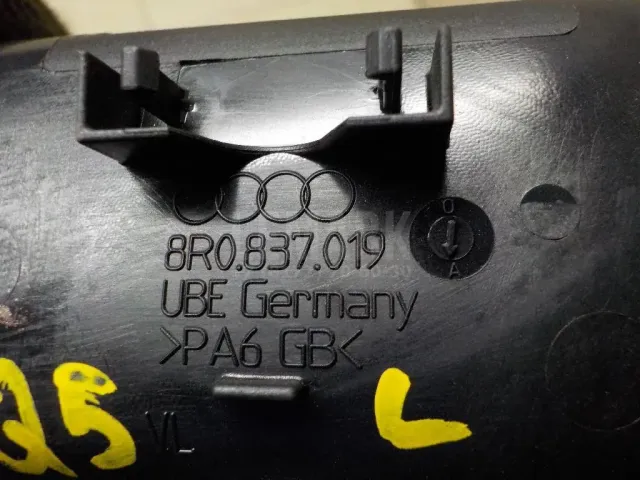 8R0.837.019
UBE Germany
>PA6 GB<
O
A
Q5
VL
L